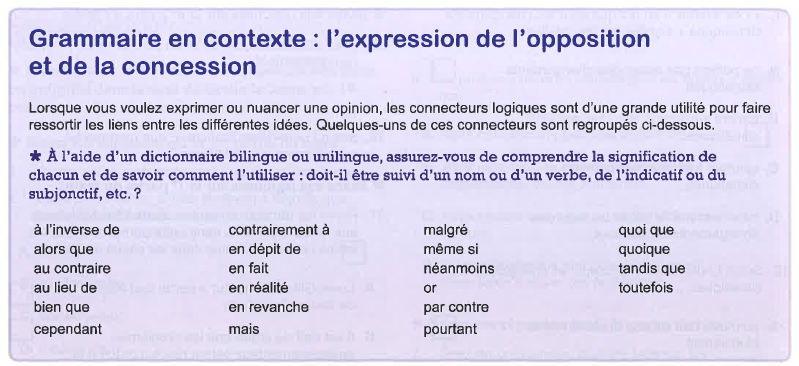 Grammaire en contexte : l'expression de l'opposition
et de la concession
Lorsque vous voulez exprimer ou nuancer une opinion, les connecteurs logiques sont d'une grande utilité pour faire
ressortir les liens entre les différentes idées. Quelques-uns de ces connecteurs sont regroupés ci-dessous.
* À l'aide d'un dictionnaire bilingue ou unilingue, assurez-vous de comprendre la signification de
chacun et de savoir comment l'utiliser : doit-il être suivi d'un nom ou d'un verbe, de l'indicatif ou du
subjonctif, etc. ?
à l'inverse de contrairement à malgré quoi que
alors que en dépit de même si quoique
au contraire en fait néanmoins tandis que
au lieu de en réalité or toutefois
bien que en revanche par contre
cependant mais pourtant